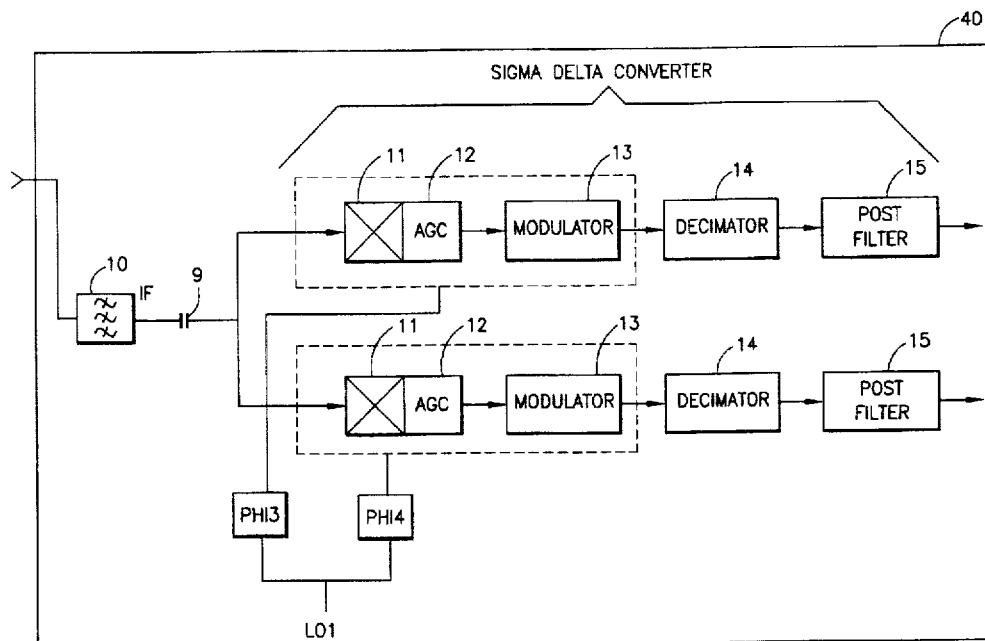 40
SIGMA DELTA CONVERTER
11
12
13
14
15
AGC
MODULATOR
DECIMATOR
POST
FILTER
10
IF
9
11
12
13
14
15
AGC
MODULATOR
DECIMATOR
POST
FILTER
PHI3
PHI4
LO1